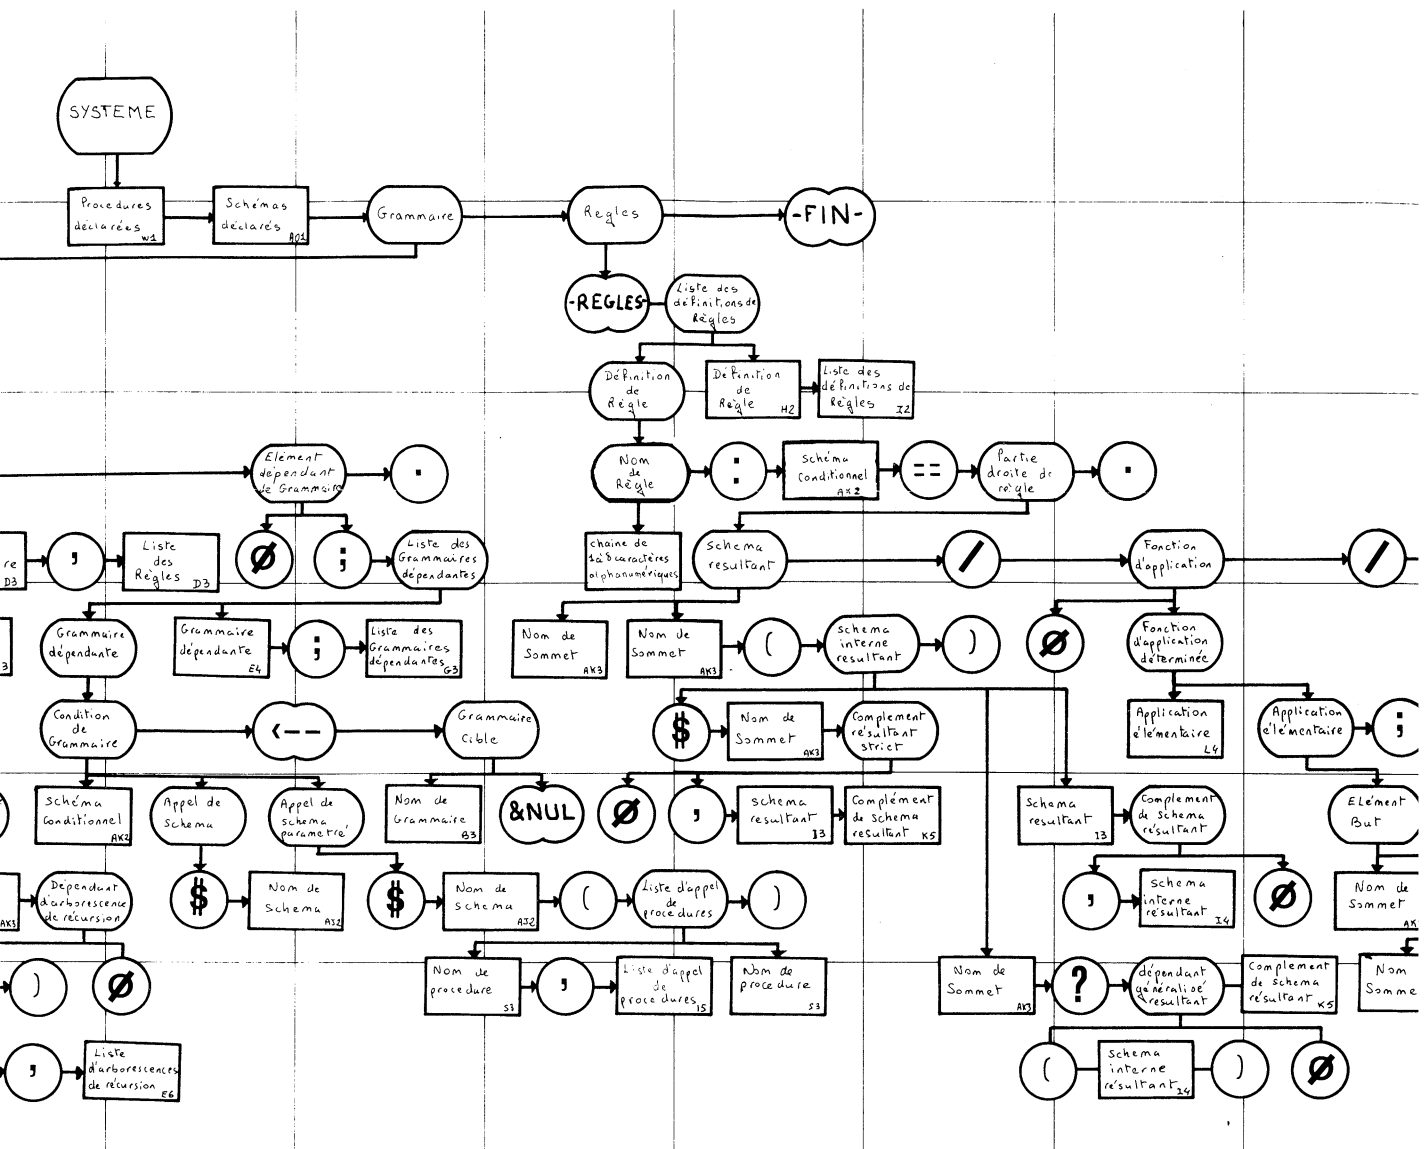 SYSTEME
Procedures
déclarées
W1
Schémas
déclarés
AQ1
Grammaire
Regles
-FIN-
-REGLES-
Liste des
définitions de
Règles
Définition
de
Règle
Définition
de
Règle
H2
Liste des
définitions de
Règles
I2
Elément
dépendant
de Grammaire
.
Nom
de
Règle
:
Schéma
Conditionnel
AK2
==
Partie
droite de
règle
.
re
D3
,
Liste
des
Règles
D3
Ø
;
Liste des
Grammaires
dépendantes
chaine de
1 à 8 caractères
alphanumériques
Schema
resultant
/
Fonction
d'application
/
3
Grammaire
dépendante
Grammaire
dépendante
E4
;
Liste des
Grammaires
dépendantes
G3
Nom de
Sommet
AK3
Nom de
Sommet
AK3
(
Schema
interne
resultant
)
Ø
Fonction
d'application
déterminée
Condition
de
Grammaire
<--
Grammaire
Cible
$
Nom de
Sommet
AK3
Complement
résultant
strict
Application
élémentaire
L4
Application
élémentaire
;
Schéma
Conditionnel
AK2
Appel de
Schema
Appel de
schema
parametré
Nom de
Grammaire
B3
&NUL
Ø
,
Schema
resultant
I3
Complément
de schema
resultant
K5
Schema
resultant
I3
Complement
de schema
résultant
ELément
But
AK3
Dépendant
d'arborescence
de récursion
$
Nom de
Schema
AJ2
$
Nom de
Schema
AJ2
(
Liste d'appel
de
procedures
)
,
Schema
interne
résultant
I4
Ø
Nom de
Sommet
AK
)
Ø
Nom de
procedure
S3
,
Liste d'appel
de
procédures
I5
Nom de
procedure
S3
Nom de
Sommet
AK3
?
dépendant
généralisé
resultant
Complement
de schema
résultant
K5
Nom
Somme
,
Liste
d'arborescences
de récursion
E6
(
Schema
interne
résultant
I4
)
Ø